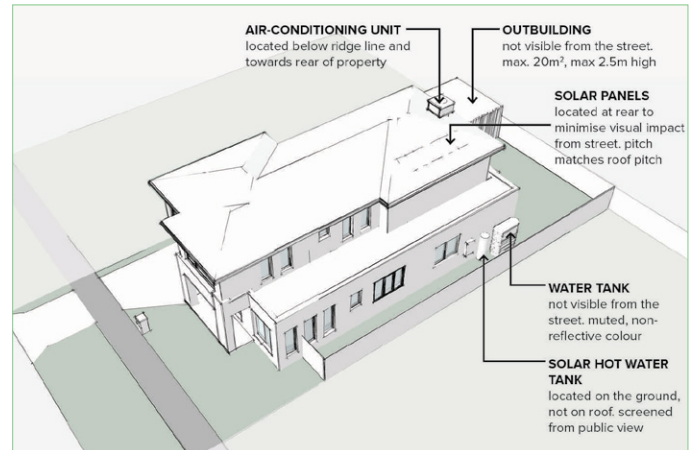 AIR-CONDITIONING UNIT
located below ridge line and
towards rear of property
OUTBUILDING
not visible from the street.
max. 20m², max 2.5m high
SOLAR PANELS
located at rear to
minimise visual impact
from street. pitch
matches roof pitch
WATER TANK
not visible from the
street. muted, non-
reflective colour
SOLAR HOT WATER
TANK
located on the ground,
not on roof. screened
from public view